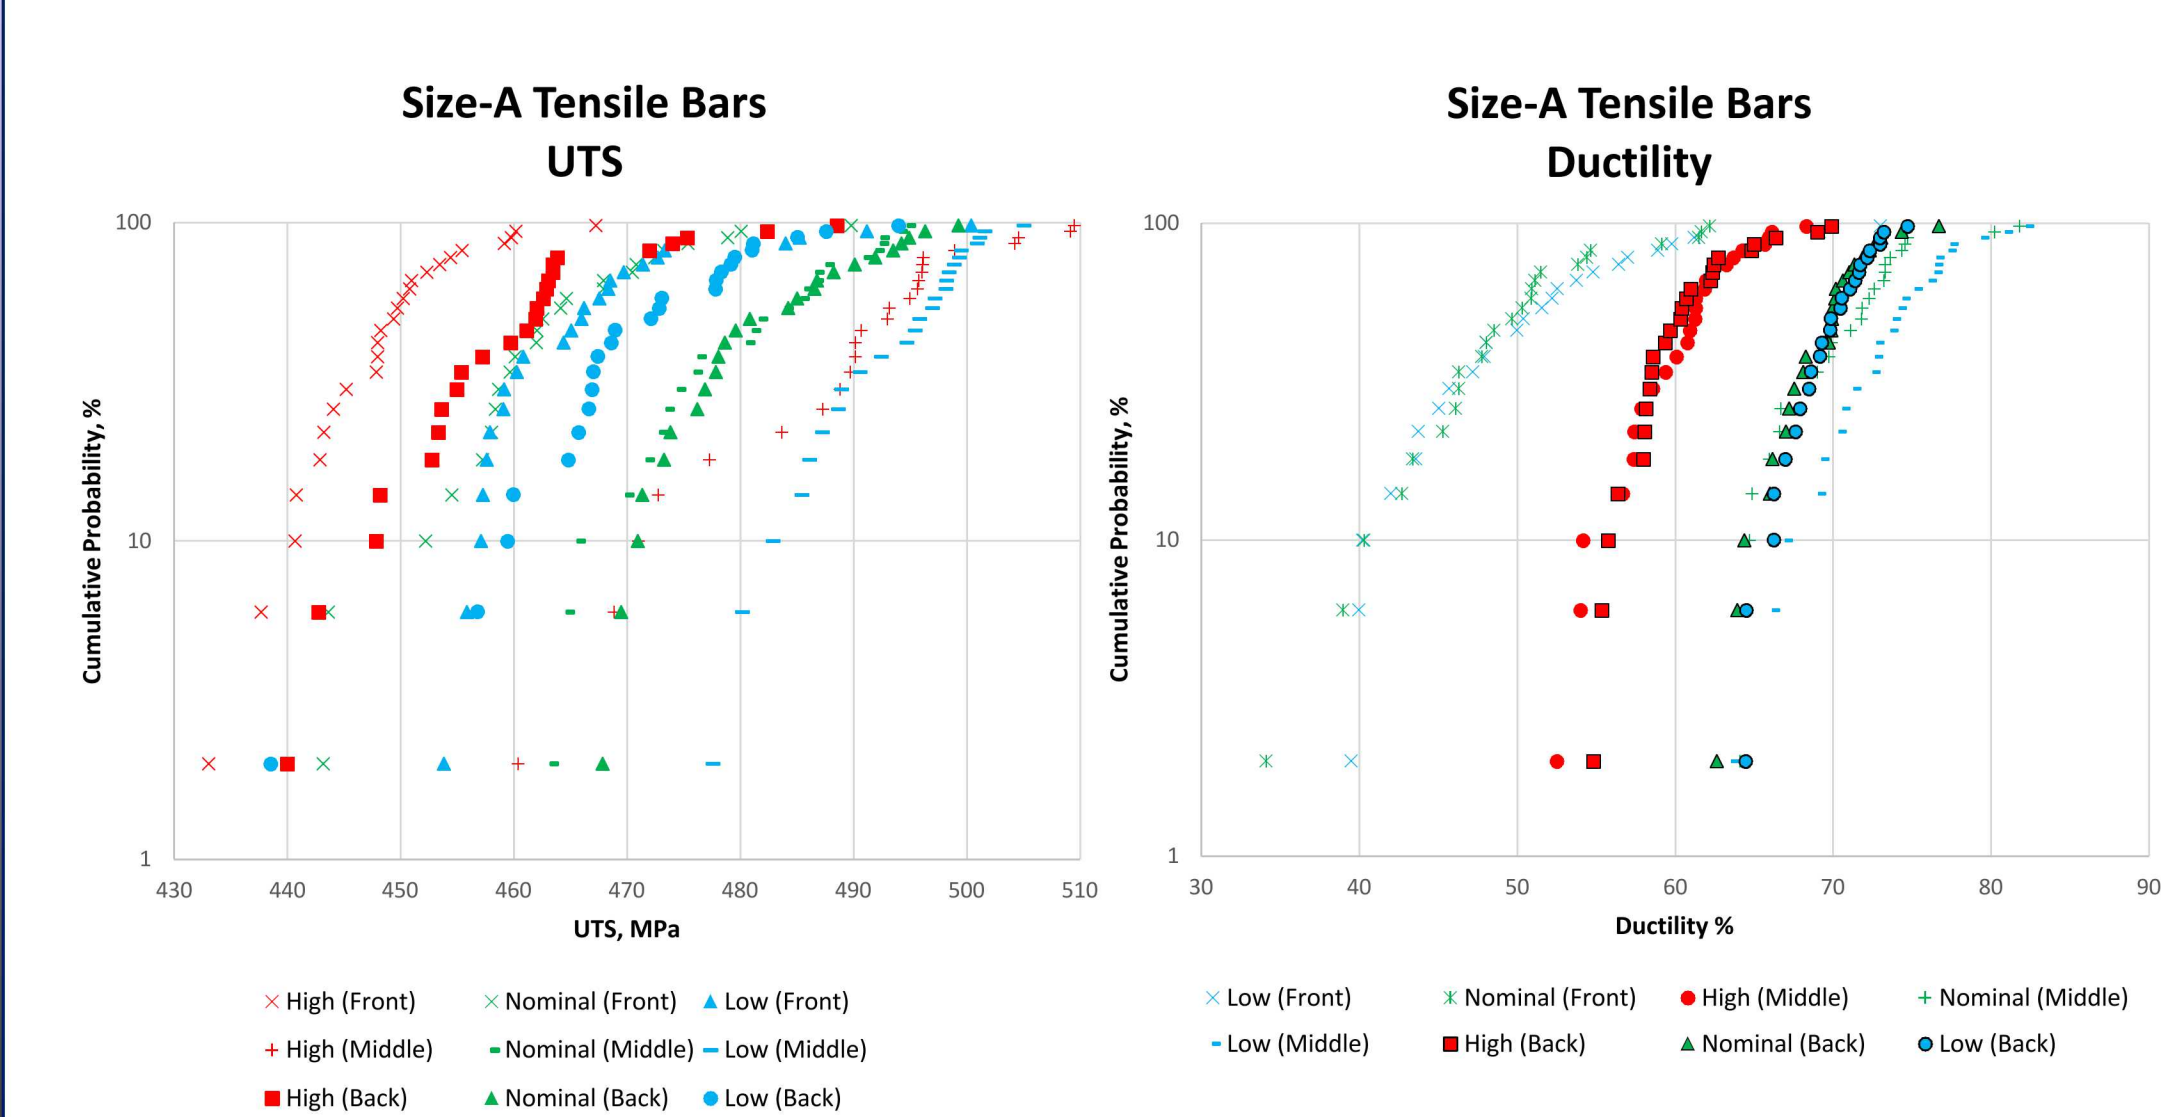 Size-A Tensile Bars
UTS
100
10
1
430 440 450 460 470 480 490 500 510
Cumulative Probability, %
UTS, MPa
High (Front) Nominal (Front) Low (Front)
High (Middle) Nominal (Middle) Low (Middle)
High (Back) Nominal (Back) Low (Back)
Size-A Tensile Bars
Ductility
100
10
1
30 40 50 60 70 80 90
Cumulative Probability, %
Ductility %
Low (Front) Nominal (Front) High (Middle) Nominal (Middle)
Low (Middle) High (Back) Nominal (Back) Low (Back)